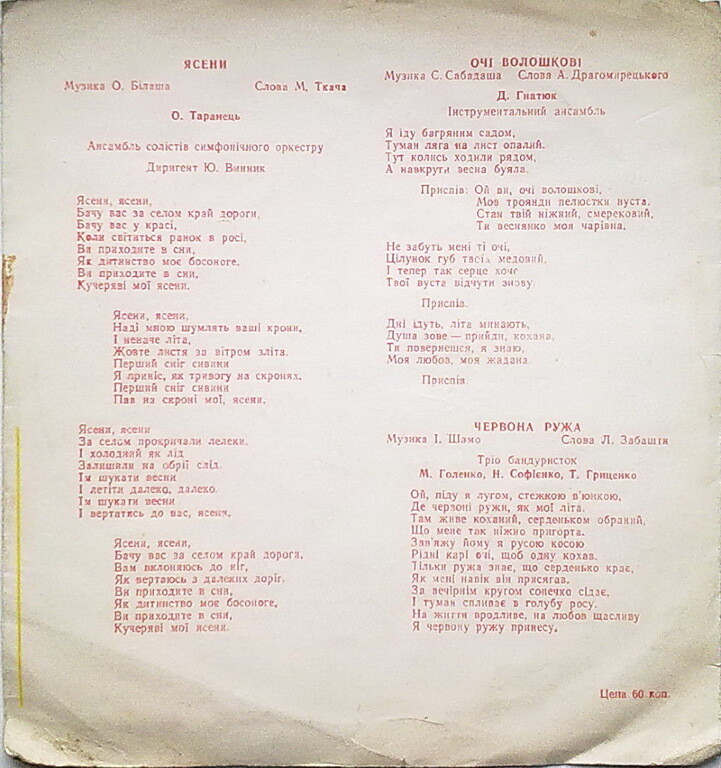 ЯСЕНИ
Музика О. Білаша Слова М. Ткача
О. Таранець
Ансамбль солістів симфонічного оркестру
Диригент Ю. Винник
Ясени, ясени,
Бачу вас за селом край дороги,
Бачу вас у красі,
Коли світиться ранок в росі,
Ви приходите в сни,
Як дитинство моє босоноге,
Ви приходите в сни,
Кучеряві мої ясени.
Ясени, ясени,
Наді мною шумлять ваші крони,
І неначе літа,
Жовте листя за вітром зліта.
Перший сніг сивини
Я приніс, як тривогу на скронях.
Перший сніг сивини
Пав на скроні мої, ясени.
Ясени, ясени
За селом прокричали лелеки.
І холодний як лід
Залишили на обрії слід.
Їм шукати весни
І летіти далеко, далеко.
Їм шукати весни
І вертатись до вас, ясени.
Ясени, ясени,
Бачу вас за селом край дороги,
Вам вклоняюсь до ніг,
Як вертаюсь з далеких доріг.
Ви приходите в сни,
Як дитинство моє босоноге,
Ви приходите в сни,
Кучеряві мої ясени.
ОЧІ ВОЛОШКОВІ
Музика С. Сабадаша Слова А. Драгомирецького
Д. Гнатюк
Інструментальний ансамбль
Я іду багряним садом,
Туман ляга на лист опалий.
Тут колись ходили рядом,
А навкруги весна буяла.
Приспів: Ой ви, очі волошкові,
Мов троянди пелюстки вуста.
Стан твій ніжний, смерековий,
Ти веснянко моя чарівна.
Не забуть мені ті очі,
Цілунок губ твоїх медовий,
І тепер так серце хоче
Твої вуста відчути знову.
Приспів.
Дні ідуть, літа минають,
Душа зове — прийди, кохана,
Ти повернешся, я знаю,
Моя любов, моя жадана.
Приспів.
ЧЕРВОНА РУЖА
Музика І. Шамо Слова Л. Забашти
Тріо бандуристок
М. Голенко, Н. Софієнко, Т. Гриценко
Ой, піду я лугом, стежкою в'юнкою,
Де червоні ружи, як мої літа.
Там живе коханий, серденьком обраний,
Що мене так ніжно пригорта.
Зав'яжу йому я русою косою
Рідні карі очі, щоб одну кохав.
Тільки ружа знає, що серденько крає,
Як мені навік він присягав.
За вечірнім кругом сонечко сідає,
І туман спливає в голубу росу.
На життя вродливе, на любов щасливу
Я червону ружу принесу.
Цена 60 коп.